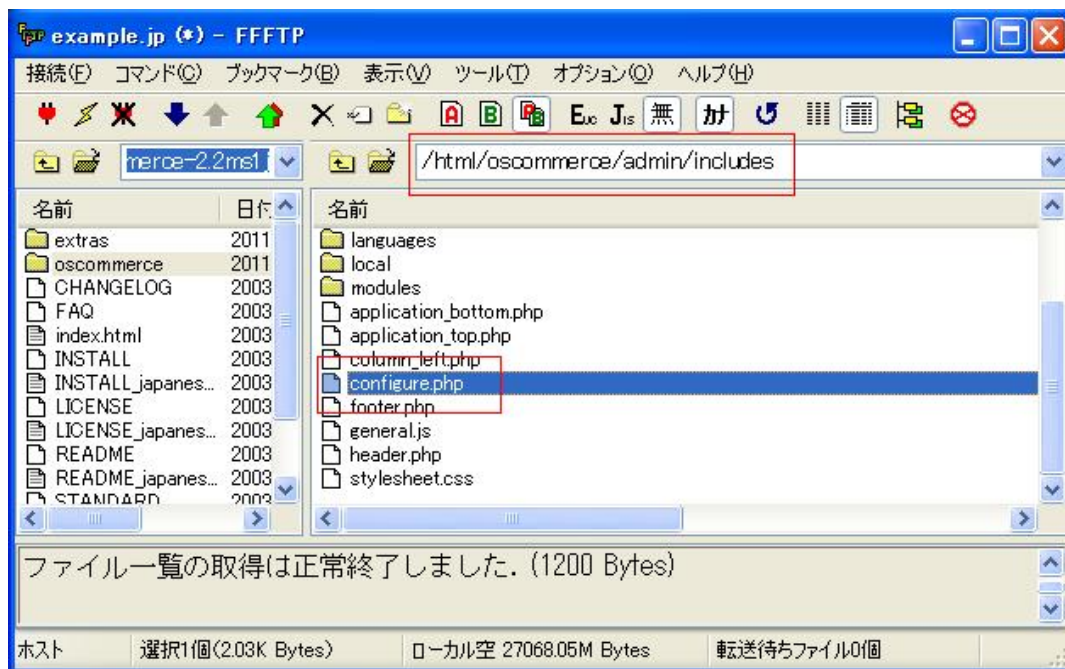 example.jp (*) - FFFTP
接続(F) コマンド(C) ブックマーク(B) 表示(V) ツール(T) オプション(O) ヘルプ(H)
A B Euc JIS 無 カナ
merce-2.2ms1 /html/oscommerce/admin/includes
名前 日付 名前
extras 2011 languages
oscommerce 2011 local
CHANGELOG 2003 modules
FAQ 2003 application_bottom.php
index.html 2003 application_top.php
INSTALL 2003 column_left.php
INSTALL_japanes... 2003 configure.php
LICENSE 2003 footer.php
LICENSE_japanes... 2003 general.js
README 2003 header.php
README_japanes... 2003 stylesheet.css
STANDARD 2003
ファイル一覧の取得は正常終了しました. (1200 Bytes)
ホスト 選択1個(2.03K Bytes) ローカル空 27068.05M Bytes 転送待ちファイル0個